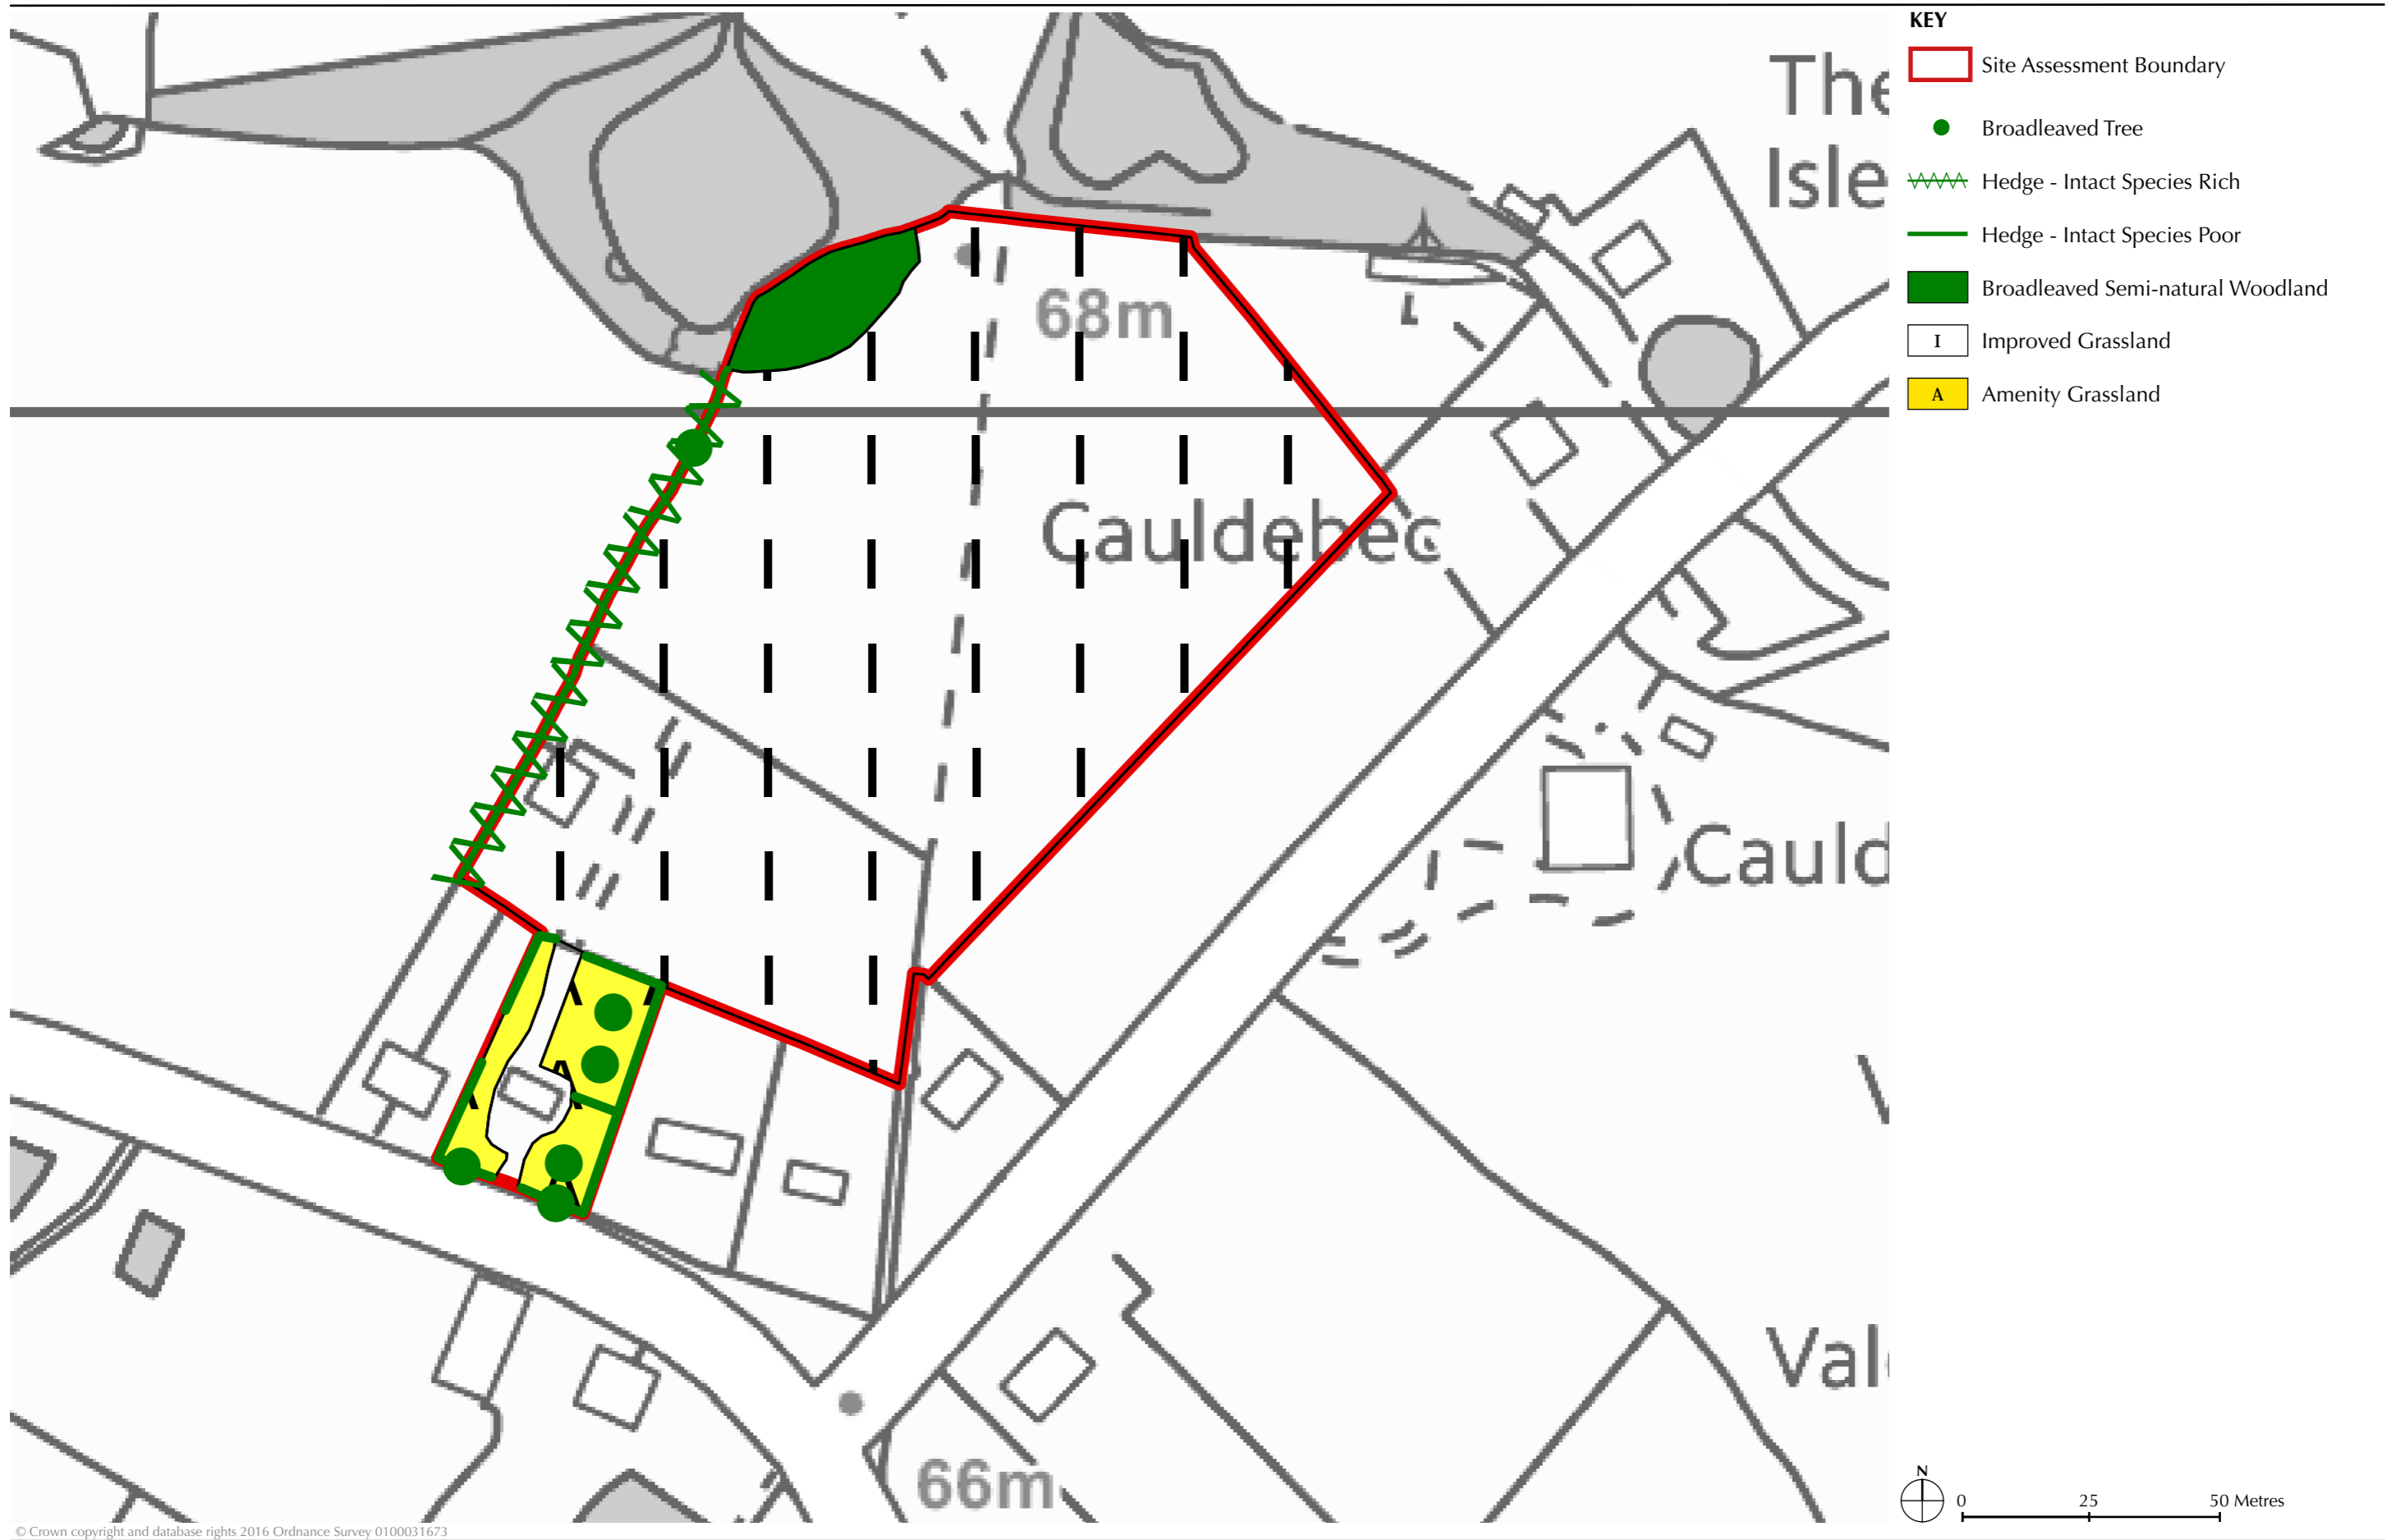 KEY
Site Assessment Boundary
Broadleaved Tree
Hedge - Intact Species Rich
Hedge - Intact Species Poor
Broadleaved Semi-natural Woodland
I Improved Grassland
A Amenity Grassland
The
Isle
68m
Cauldebec
Cauld
A A
A
A A
A
Val
66m
N
0 25 50 Metres
© Crown copyright and database rights 2016 Ordnance Survey 0100031673